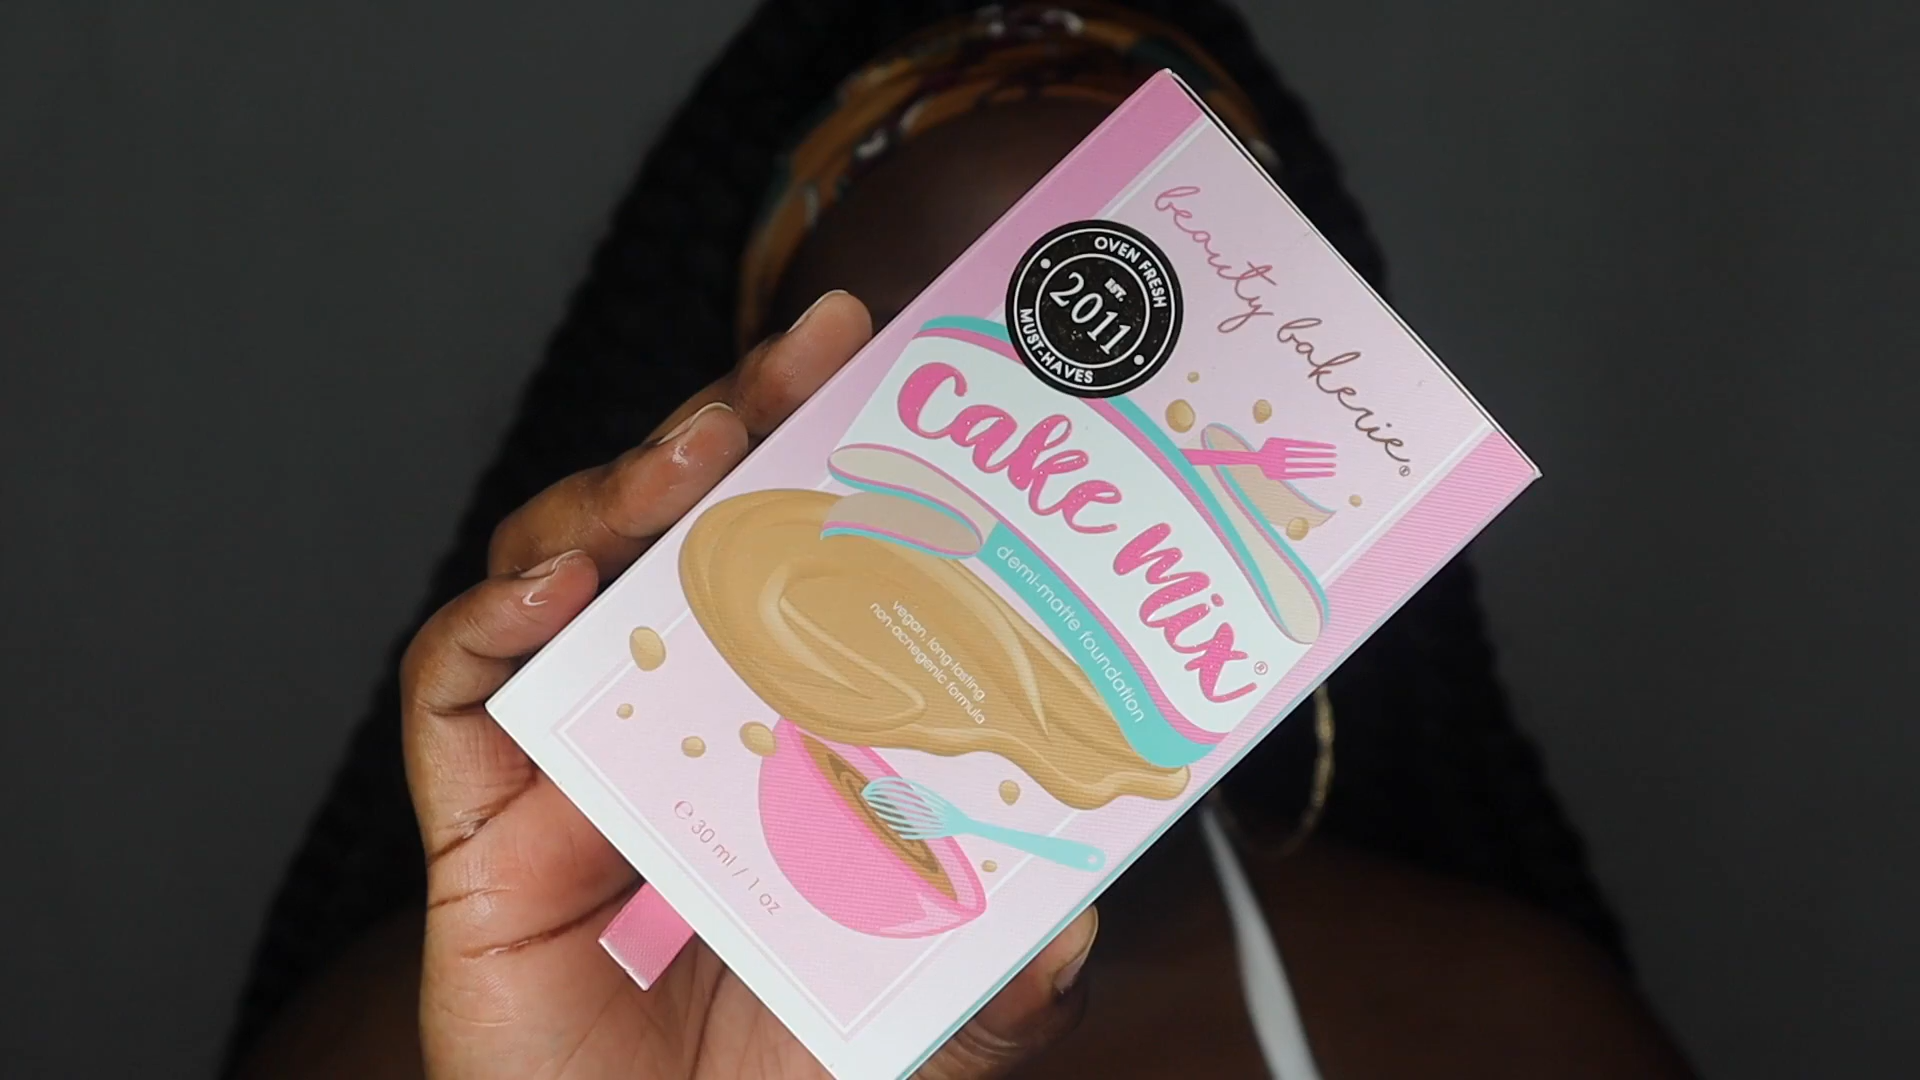 beauty bakerie®
OVEN FRESH
EST.
2011
MUST-HAVES
Cake Mix®
demi-matte foundation
vegan, long-lasting,
non-acnegenic formula
℮ 30 ml / 1 oz